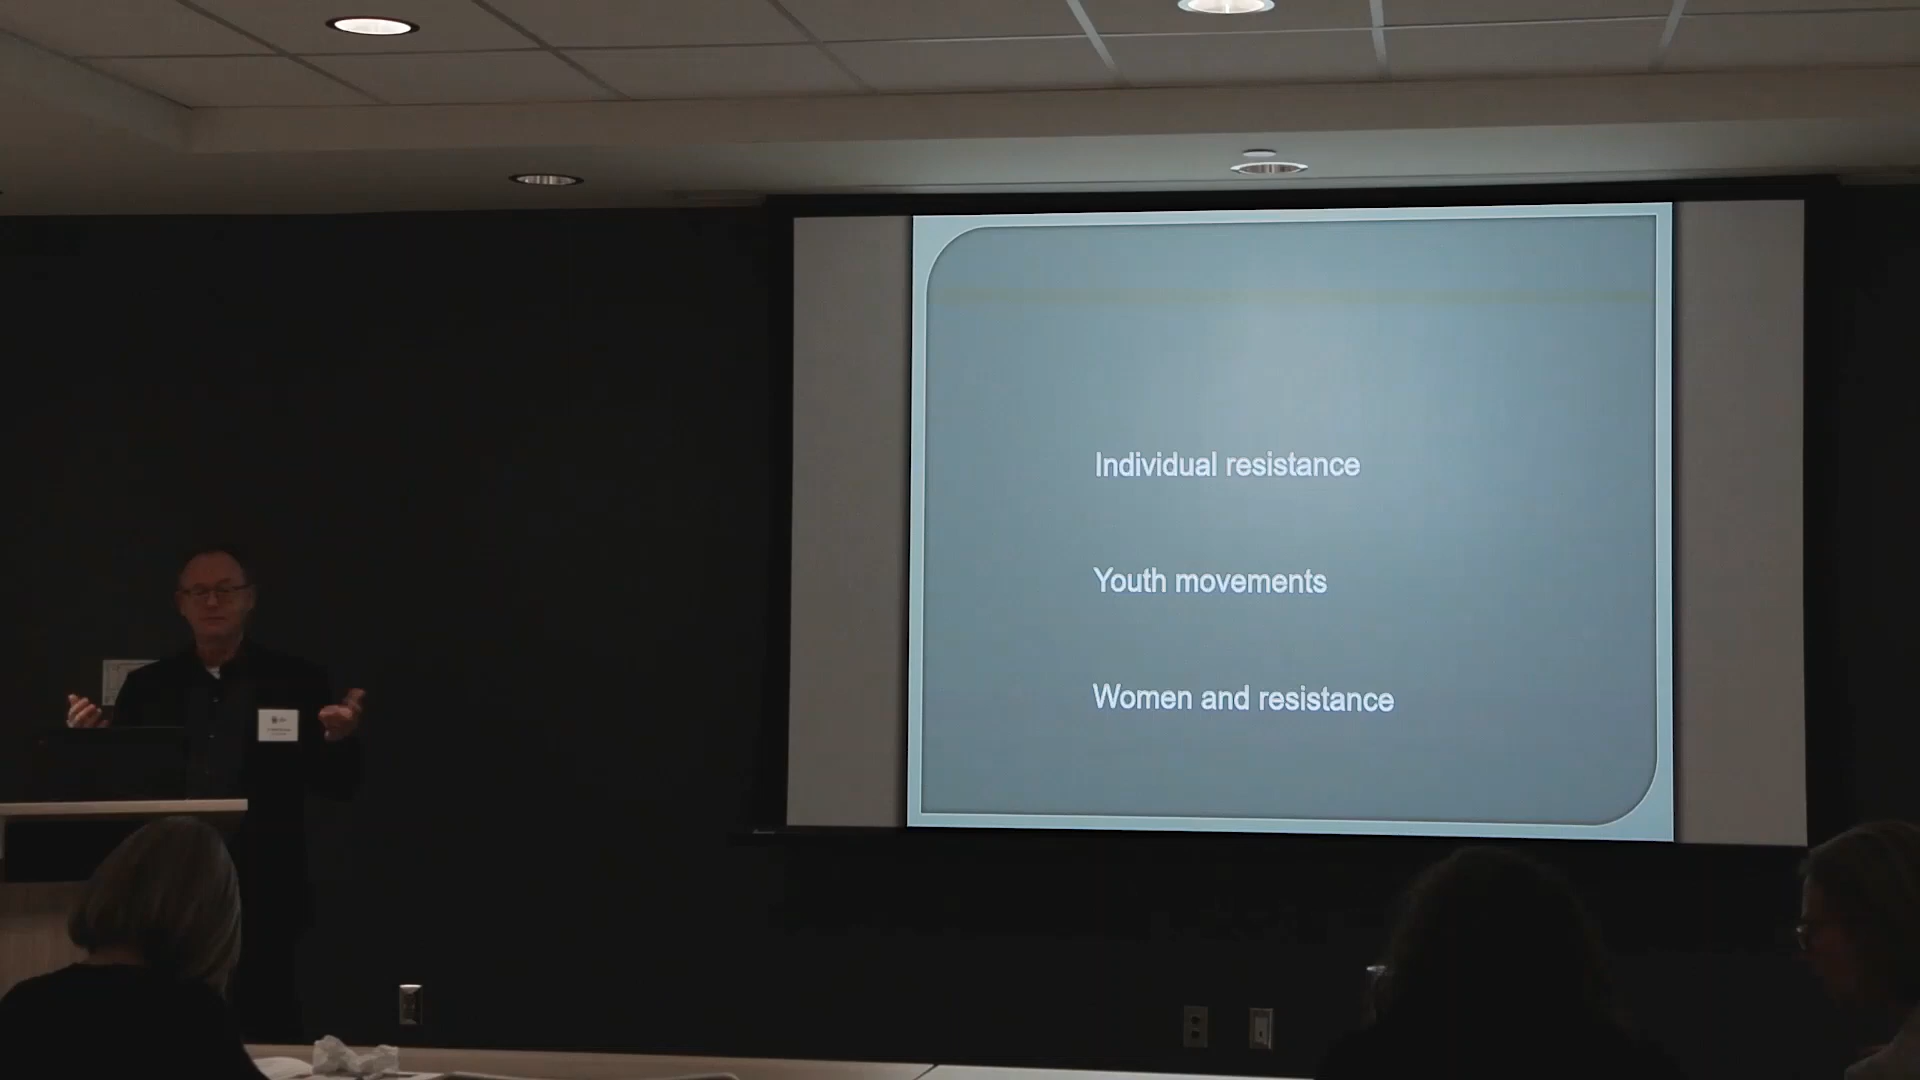 Individual resistance
Youth movements
Women and resistance